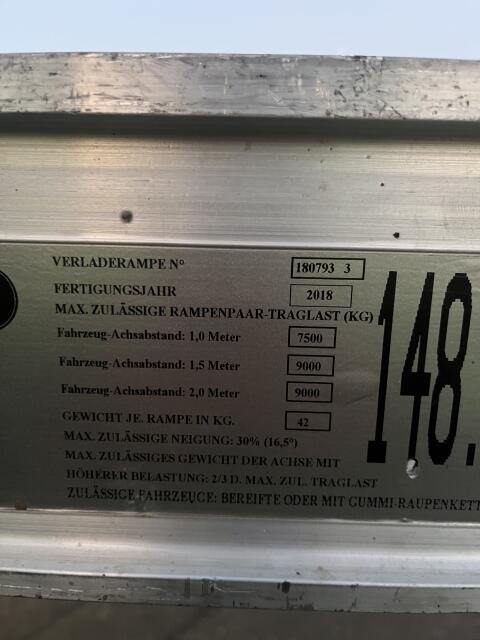 VERLADERAMPE N° 180793 3
FERTIGUNGSJAHR 2018
MAX. ZULÄSSIGE RAMPENPAAR-TRAGLAST (KG)
Fahrzeug-Achsabstand: 1,0 Meter 7500
Fahrzeug-Achsabstand: 1,5 Meter 9000
Fahrzeug-Achsabstand: 2,0 Meter 9000
GEWICHT JE. RAMPE IN KG. 42
MAX. ZULÄSSIGE NEIGUNG: 30% (16,5°)
MAX. ZULÄSSIGES GEWICHT DER ACHSE MIT
HÖHERER BELASTUNG: 2/3 D. MAX. ZUL. TRAGLAST
ZULÄSSIGE FAHRZEUGE: BEREIFTE ODER MIT GUMMI-RAUPENKETT
148.